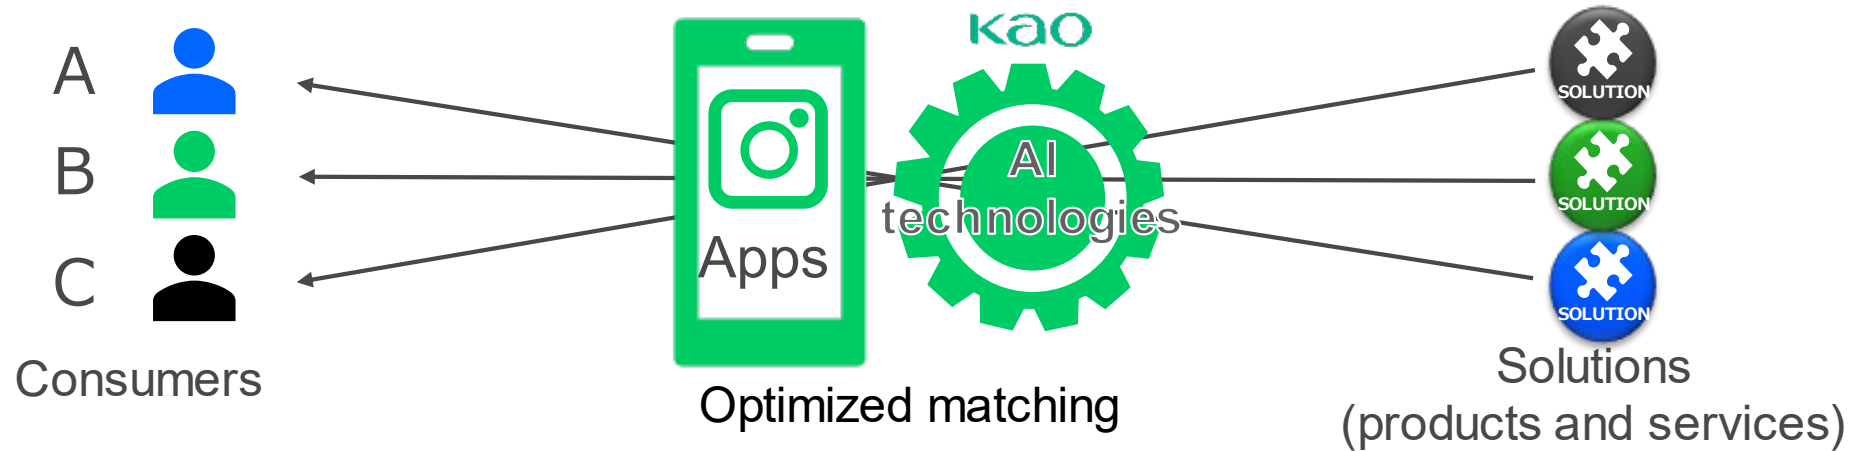 A
B
C
Consumers
Apps
Kao
AI
technologies
Optimized matching
SOLUTION
SOLUTION
SOLUTION
Solutions
(products and services)